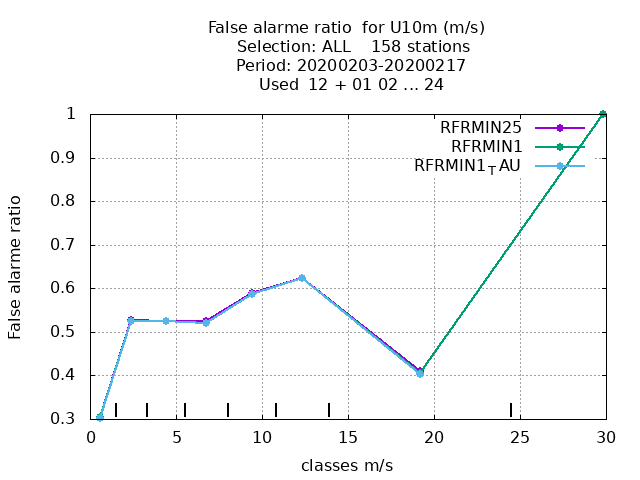 False alarme ratio  for U10m (m/s)
Selection: ALL    158 stations
Period: 20200203-20200217
Used  12 + 01 02 ... 24
RFRMIN25
RFRMIN1
RFRMIN1TAU
1
0.9
0.8
0.7
0.6
0.5
0.4
0.3
False alarme ratio
0 5 10 15 20 25 30
classes m/s